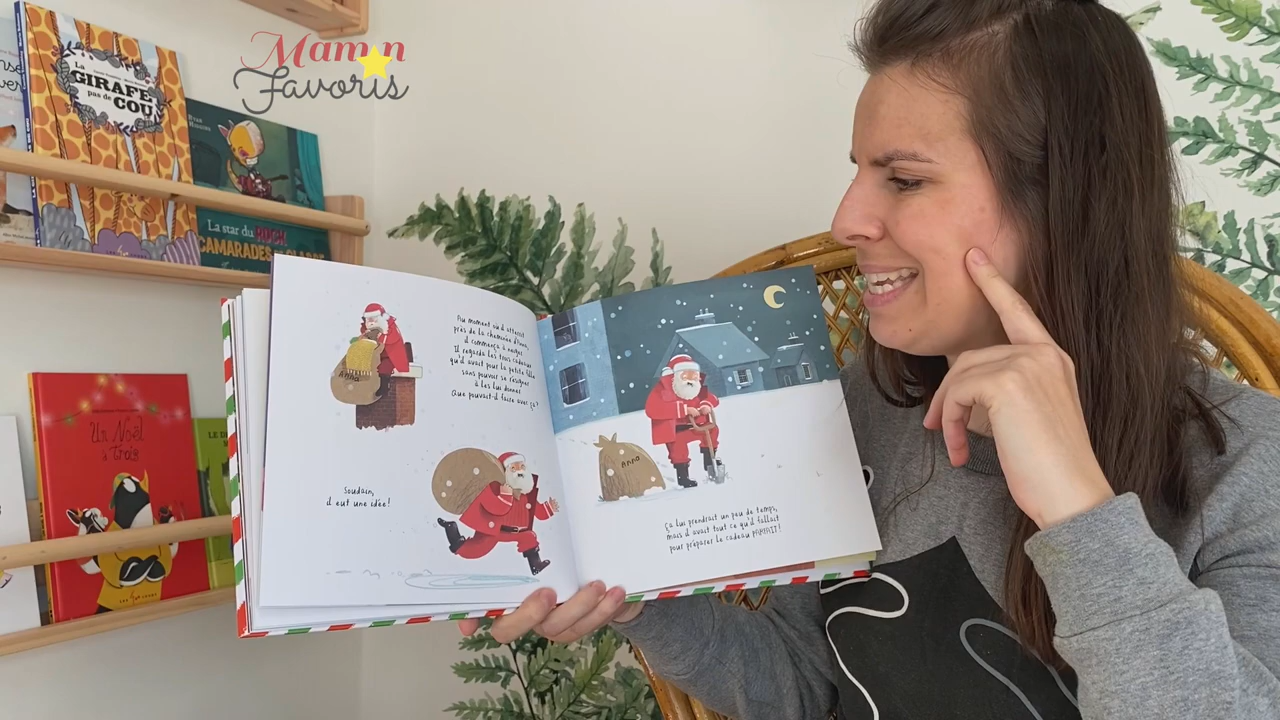 Maman
Favoris
La
GIRAFE
pas de
COU
La star du ROCK
CAMARADES
Un Noël
à trois
Au moment où il atterrit
près de la cheminée d'Anna,
il commença à neiger.
Il regarda les tous cadeaux
qu'il avait pour la petite fille
sans pouvoir se résigner
à les lui donner.
Que pouvait-il faire avec ça?
Anna
Soudain,
il eut une idée!
Anna
Ça lui prendrait un peu de temps,
mais il avait tout ce qu'il fallait
pour préparer le cadeau PARFAIT!